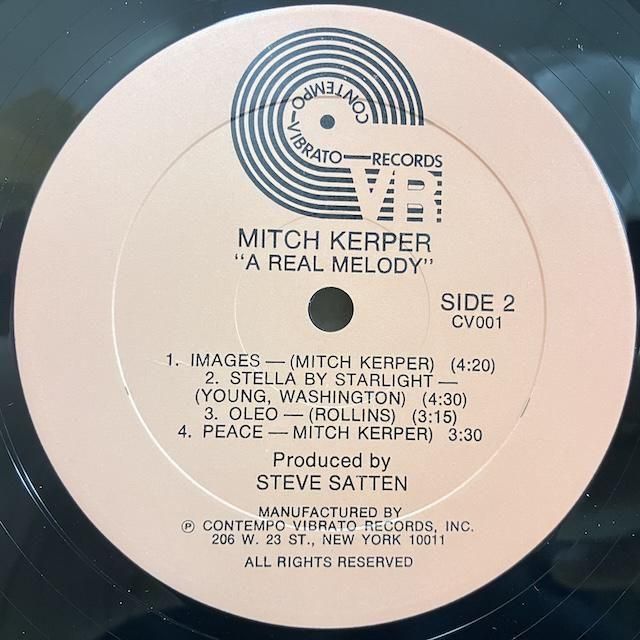 CONTEMPO
VIBRATO RECORDS
VR
MITCH KERPER
"A REAL MELODY"
SIDE 2
CV001
1. IMAGES — (MITCH KERPER) (4:20)
2. STELLA BY STARLIGHT —
(YOUNG, WASHINGTON) (4:30)
3. OLEO — (ROLLINS) (3:15)
4. PEACE — MITCH KERPER) 3:30
Produced by
STEVE SATTEN
MANUFACTURED BY
℗ CONTEMPO VIBRATO RECORDS, INC.
206 W. 23 ST., NEW YORK 10011
ALL RIGHTS RESERVED